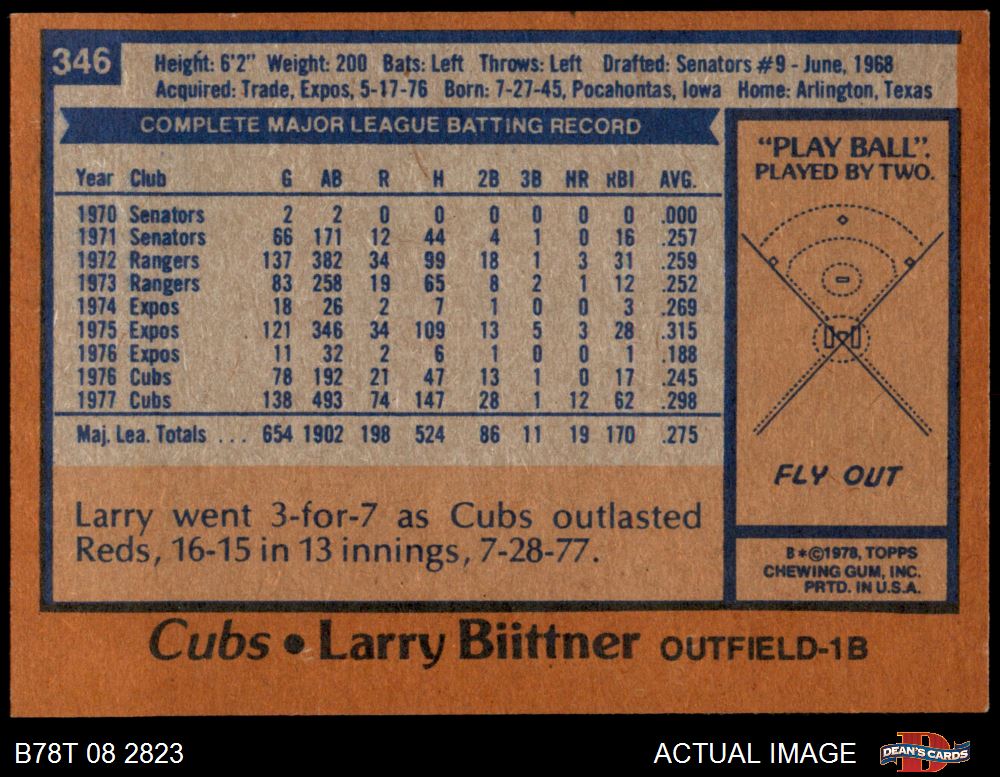 346
Height: 6'2" Weight: 200 Bats: Left Throws: Left Drafted: Senators #9 - June, 1968
Acquired: Trade, Expos, 5-17-76 Born: 7-27-45, Pocahontas, Iowa Home: Arlington, Texas
COMPLETE MAJOR LEAGUE BATTING RECORD
Year Club G AB R H 2B 3B HR RBI AVG.
1970 Senators 2 2 0 0 0 0 0 0 .000
1971 Senators 66 171 12 44 4 1 0 16 .257
1972 Rangers 137 382 34 99 18 1 3 31 .259
1973 Rangers 83 258 19 65 8 2 1 12 .252
1974 Expos 18 26 2 7 1 0 0 3 .269
1975 Expos 121 346 34 109 13 5 3 28 .315
1976 Expos 11 32 2 6 1 0 0 1 .188
1976 Cubs 78 192 21 47 13 1 0 17 .245
1977 Cubs 138 493 74 147 28 1 12 62 .298
Maj. Lea. Totals ... 654 1902 198 524 86 11 19 170 .275
Larry went 3-for-7 as Cubs outlasted
Reds, 16-15 in 13 innings, 7-28-77.
"PLAY BALL".
PLAYED BY TWO.
FLY OUT
B*©1978, TOPPS
CHEWING GUM, INC.
PRTD. IN U.S.A.
Cubs • Larry Biittner OUTFIELD-1B
B78T 08 2823
ACTUAL IMAGE
DEAN'S CARDS